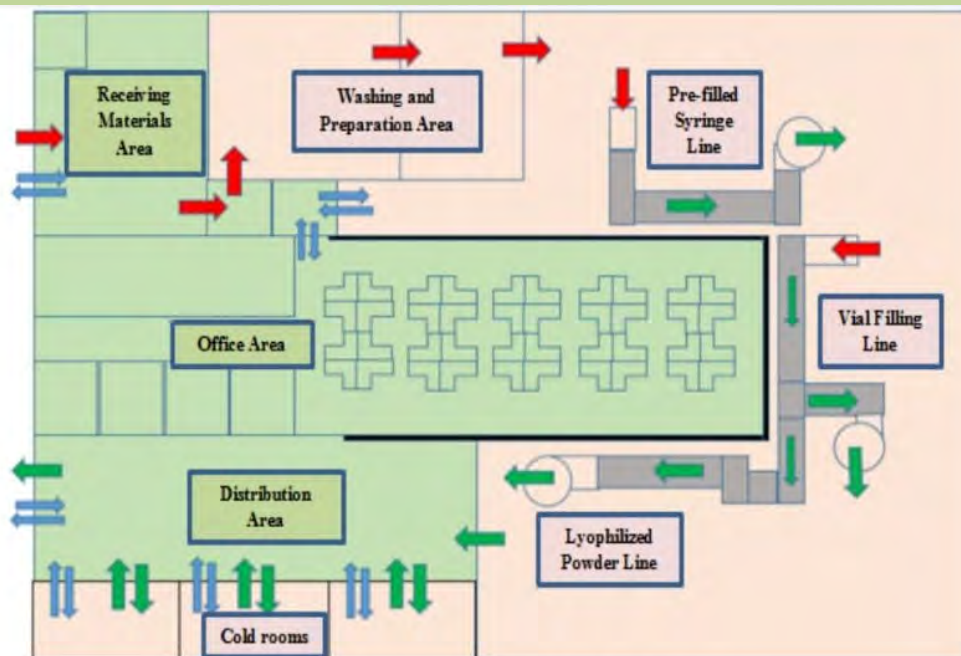 Receiving
Materials
Area
Washing and
Preparation Area
Pre-filled
Syringe
Line
Office Area
Vial Filling
Line
Distribution
Area
Lyophilized
Powder Line
Cold rooms